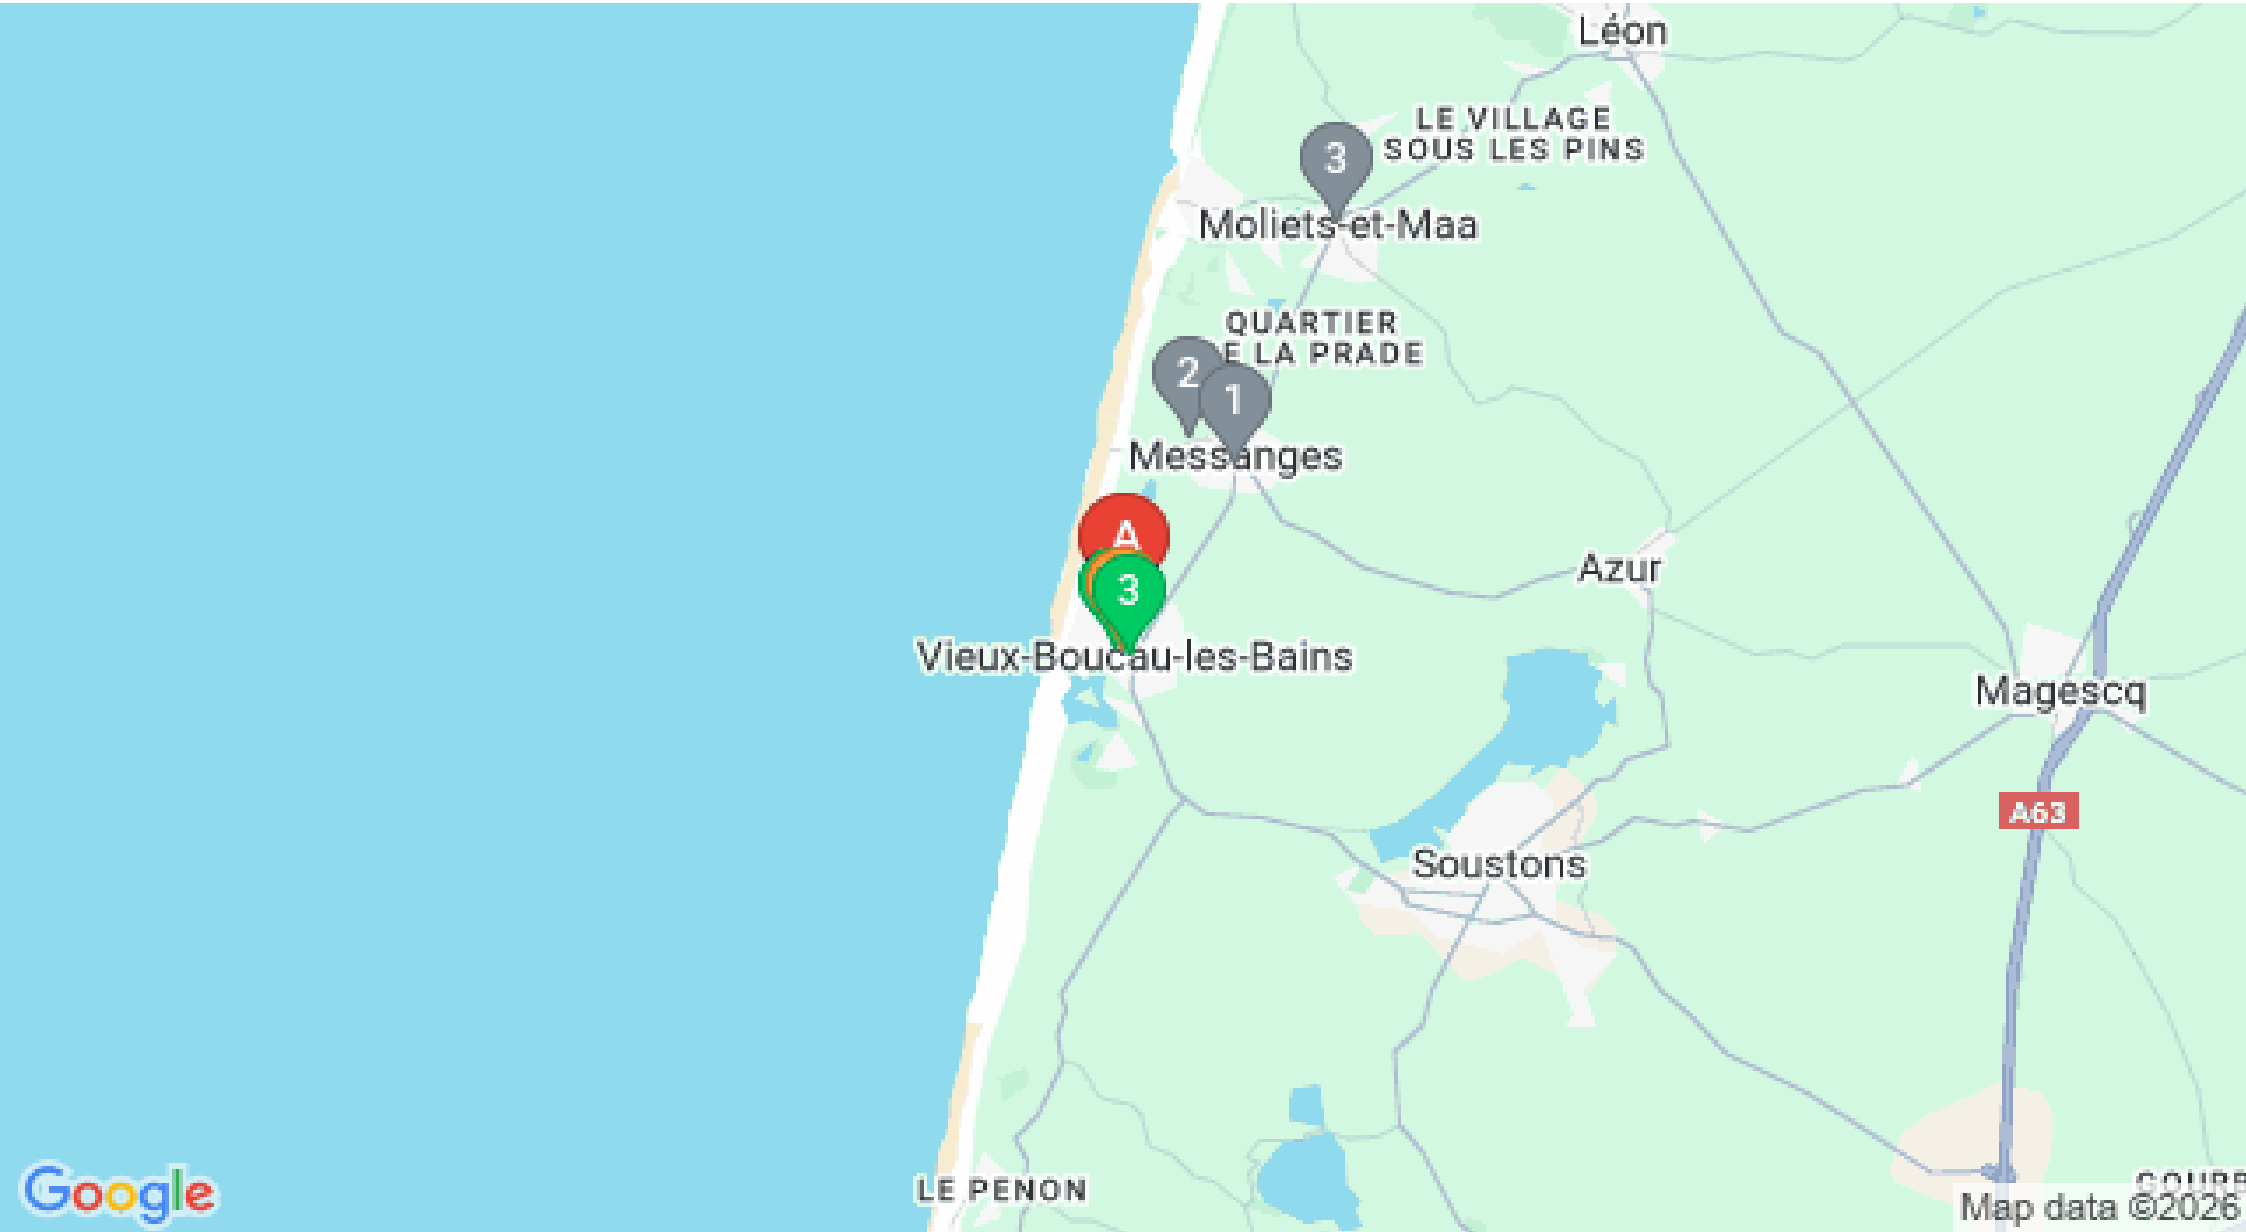 Léon
LE VILLAGE
SOUS LES PINS
3
Moliets-et-Maa
QUARTIER
E LA PRADE
2
1
Messanges
A
3
Azur
Vieux-Boucau-les-Bains
Magescq
A63
Soustons
LE PENON
Google
COURB
Map data ©2026